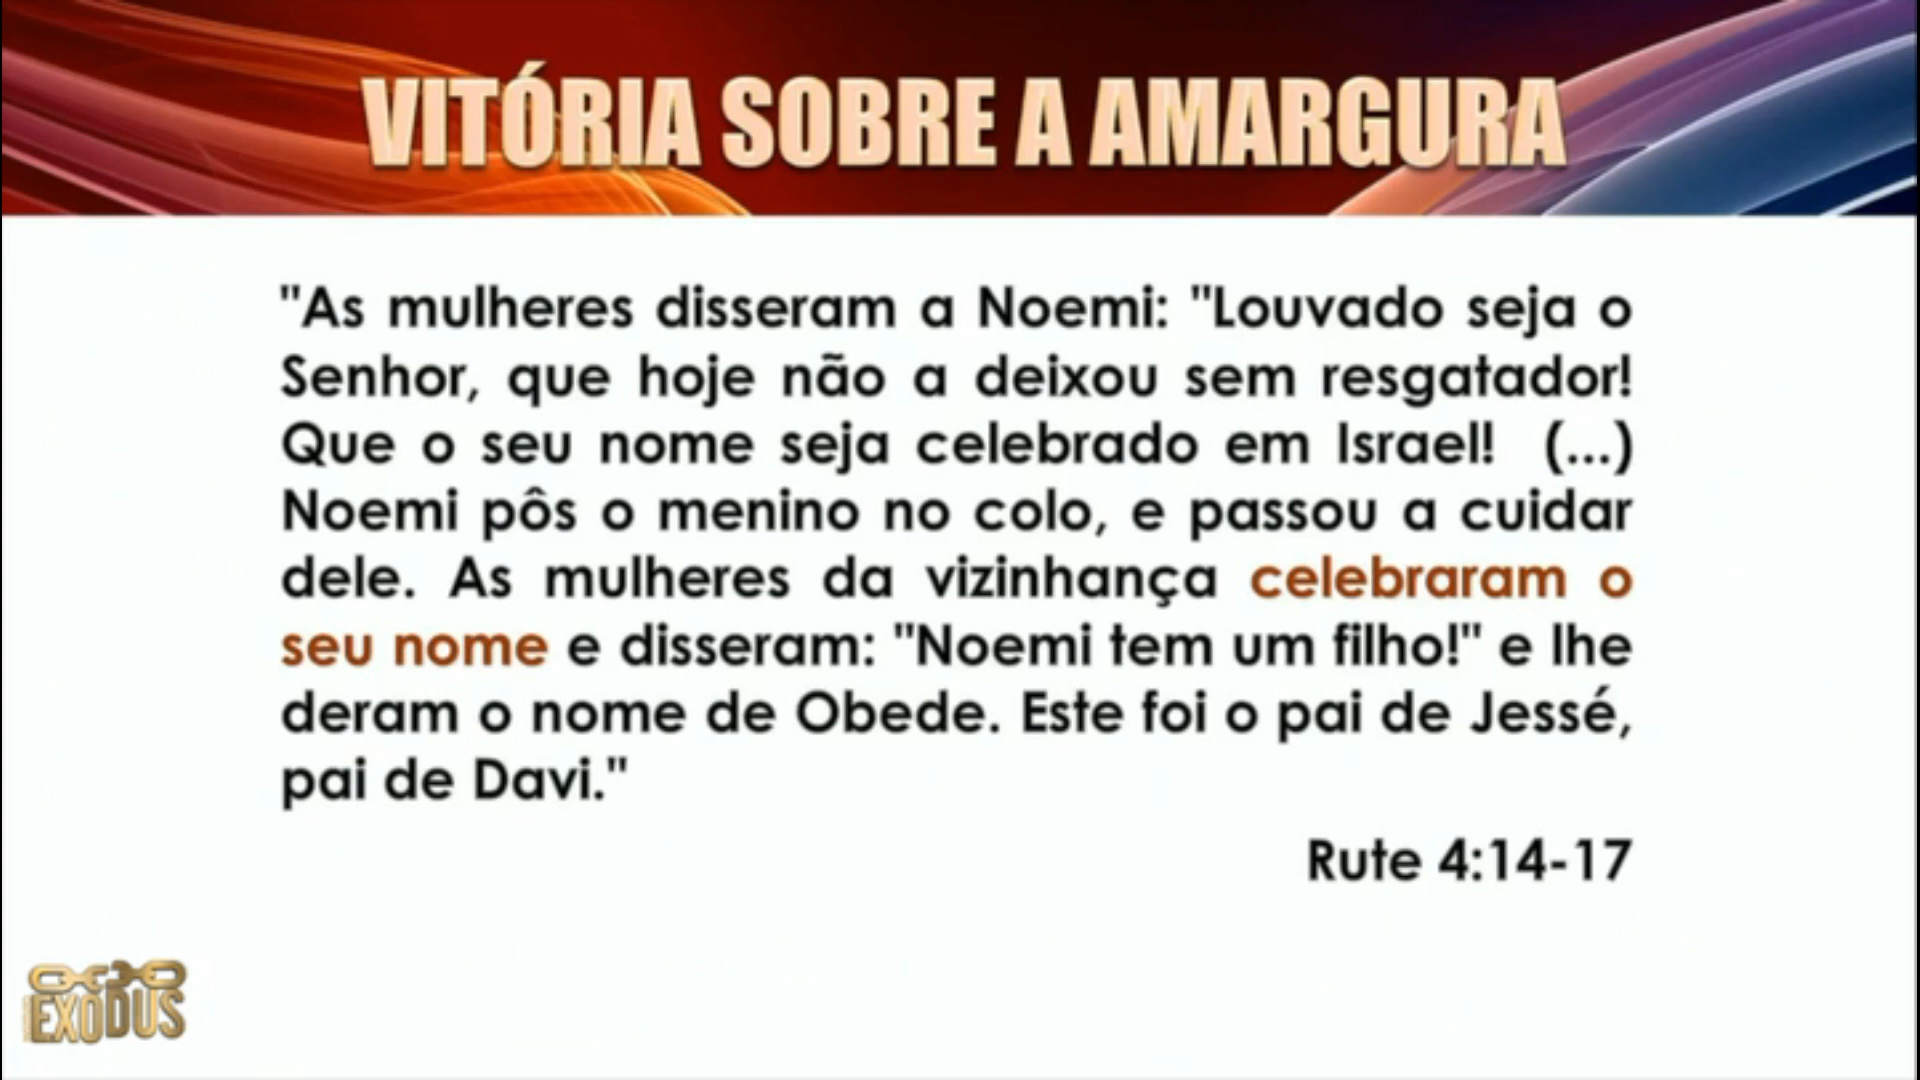 VITÓRIA SOBRE A AMARGURA
"As mulheres disseram a Noemi: "Louvado seja o
Senhor, que hoje não a deixou sem resgatador!
Que o seu nome seja celebrado em Israel! (...)
Noemi pôs o menino no colo, e passou a cuidar
dele. As mulheres da vizinhança celebraram o
seu nome e disseram: "Noemi tem um filho!" e lhe
deram o nome de Obede. Este foi o pai de Jessé,
pai de Davi."
Rute 4:14-17
EXODUS